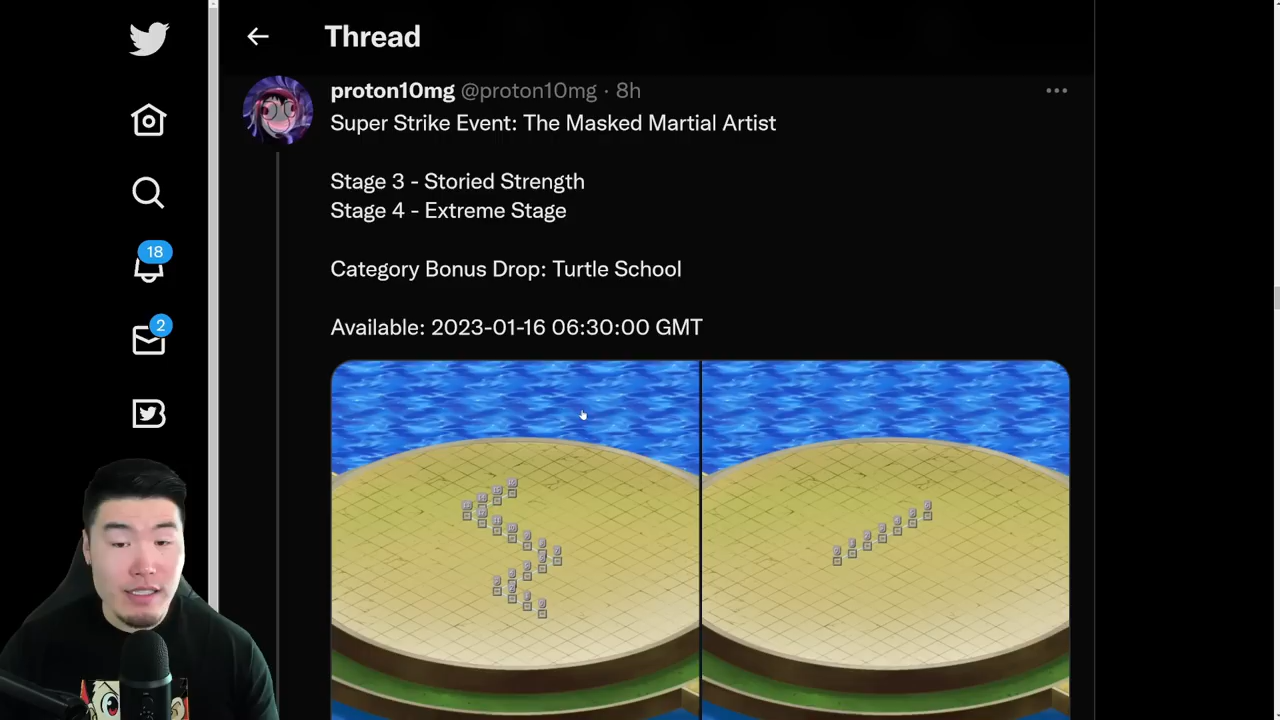 Thread
proton10mg @proton10mg · 8h
Super Strike Event: The Masked Martial Artist
Stage 3 - Storied Strength
Stage 4 - Extreme Stage
Category Bonus Drop: Turtle School
Available: 2023-01-16 06:30:00 GMT
18
2